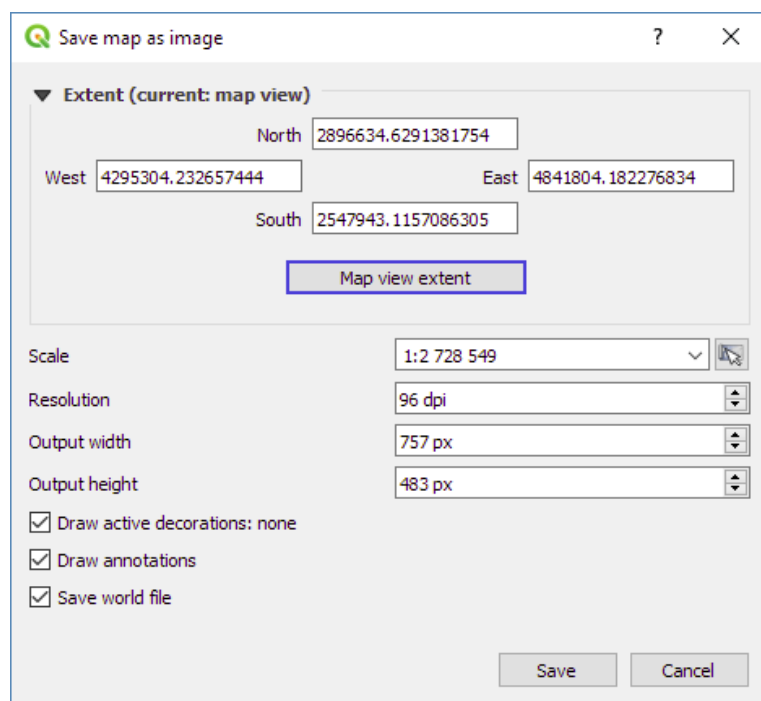 Save map as image ?
Extent (current: map view)
North 2896634.6291381754
West 4295304.232657444 East 4841804.182276834
South 2547943.1157086305
Map view extent
Scale 1:2 728 549
Resolution 96 dpi
Output width 757 px
Output height 483 px
Draw active decorations: none
Draw annotations
Save world file
Save Cancel